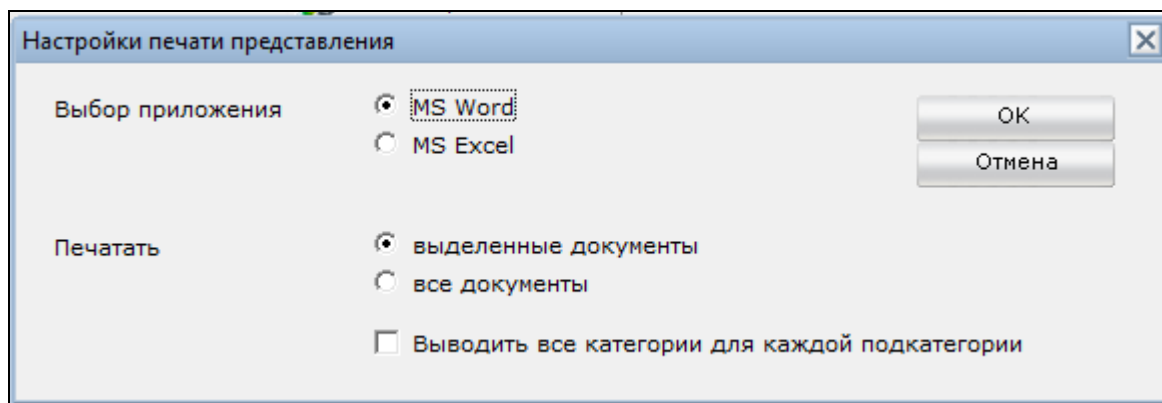 Настройки печати представления
Выбор приложения
MS Word
MS Excel
OK
Отмена
Печатать
выделенные документы
все документы
Выводить все категории для каждой подкатегории